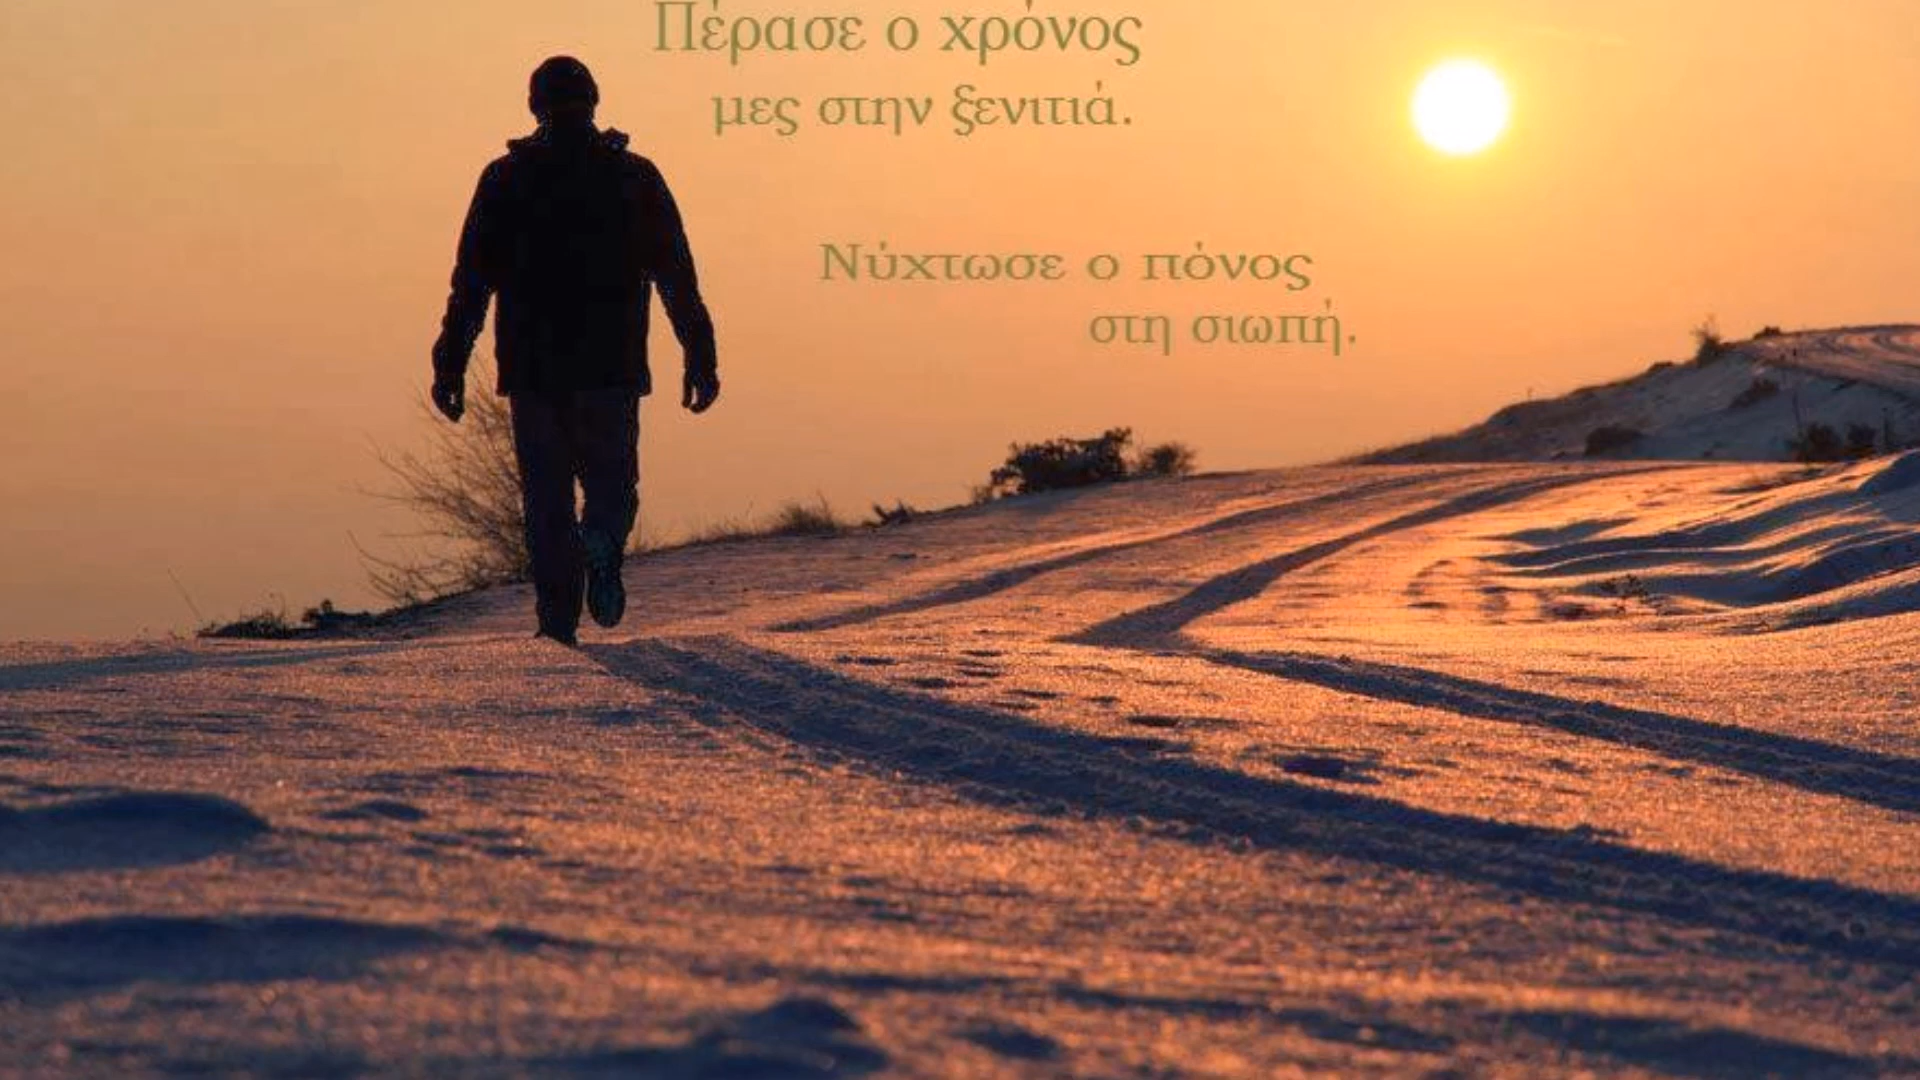 Πέρασε ο χρόνος
μες στην ξενιτιά.
Νύχτωσε ο πόνος
στη σιωπή.